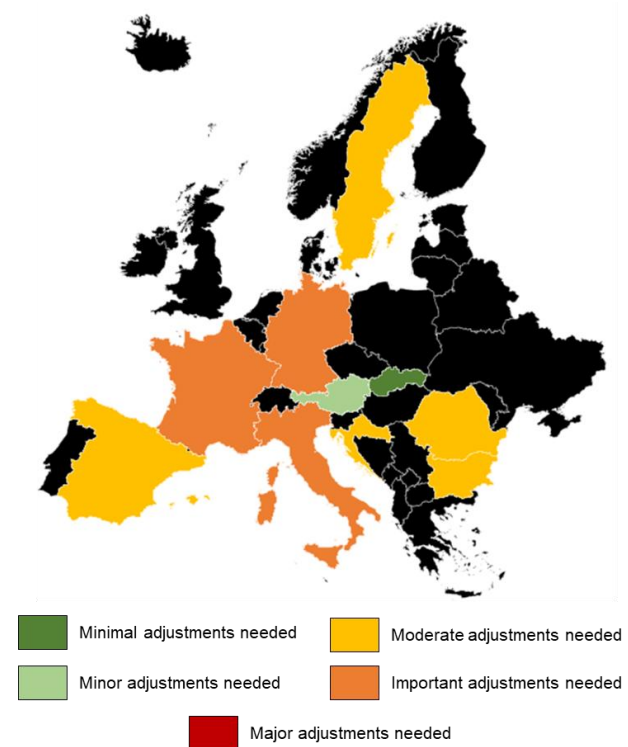 Minimal adjustments needed
Moderate adjustments needed
Minor adjustments needed
Important adjustments needed
Major adjustments needed